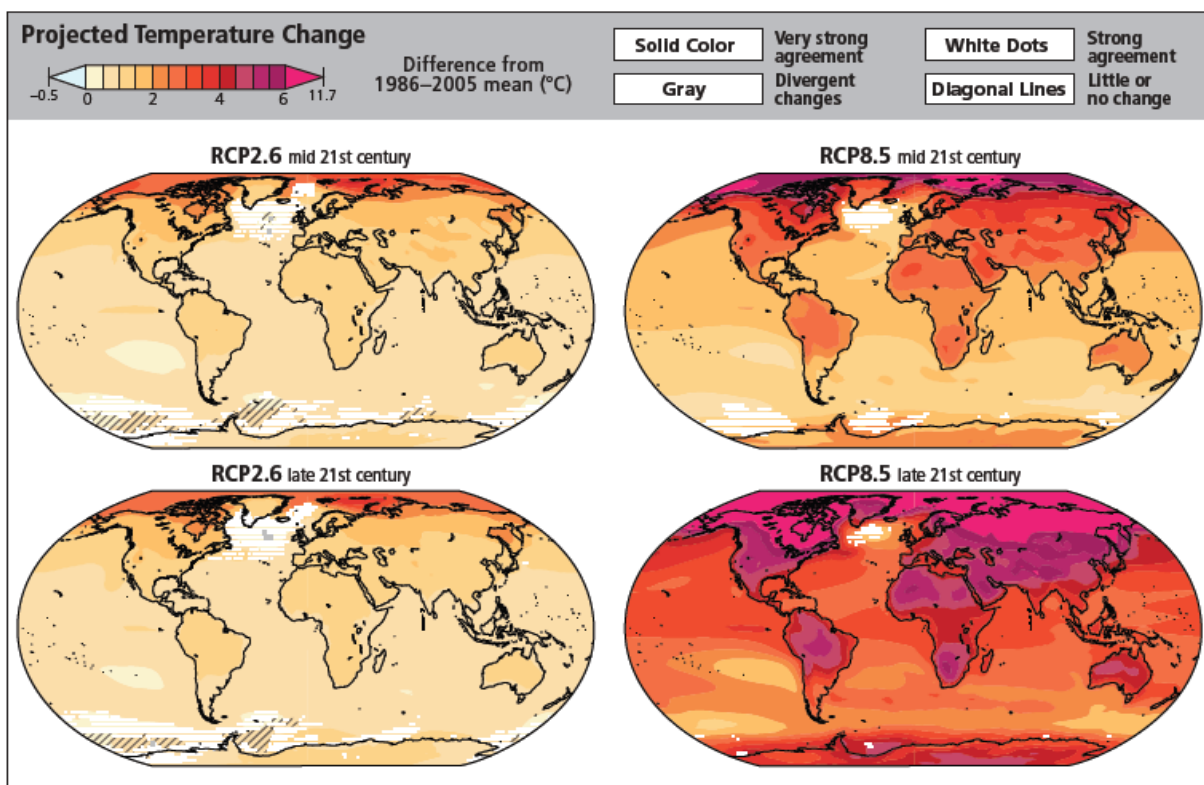 Projected Temperature Change
−0.5 0 2 4 6 11.7
Difference from
1986–2005 mean (°C)
Solid Color
Very strong
agreement
Gray
Divergent
changes
White Dots
Strong
agreement
Diagonal Lines
Little or
no change
RCP2.6 mid 21st century
RCP8.5 mid 21st century
RCP2.6 late 21st century
RCP8.5 late 21st century